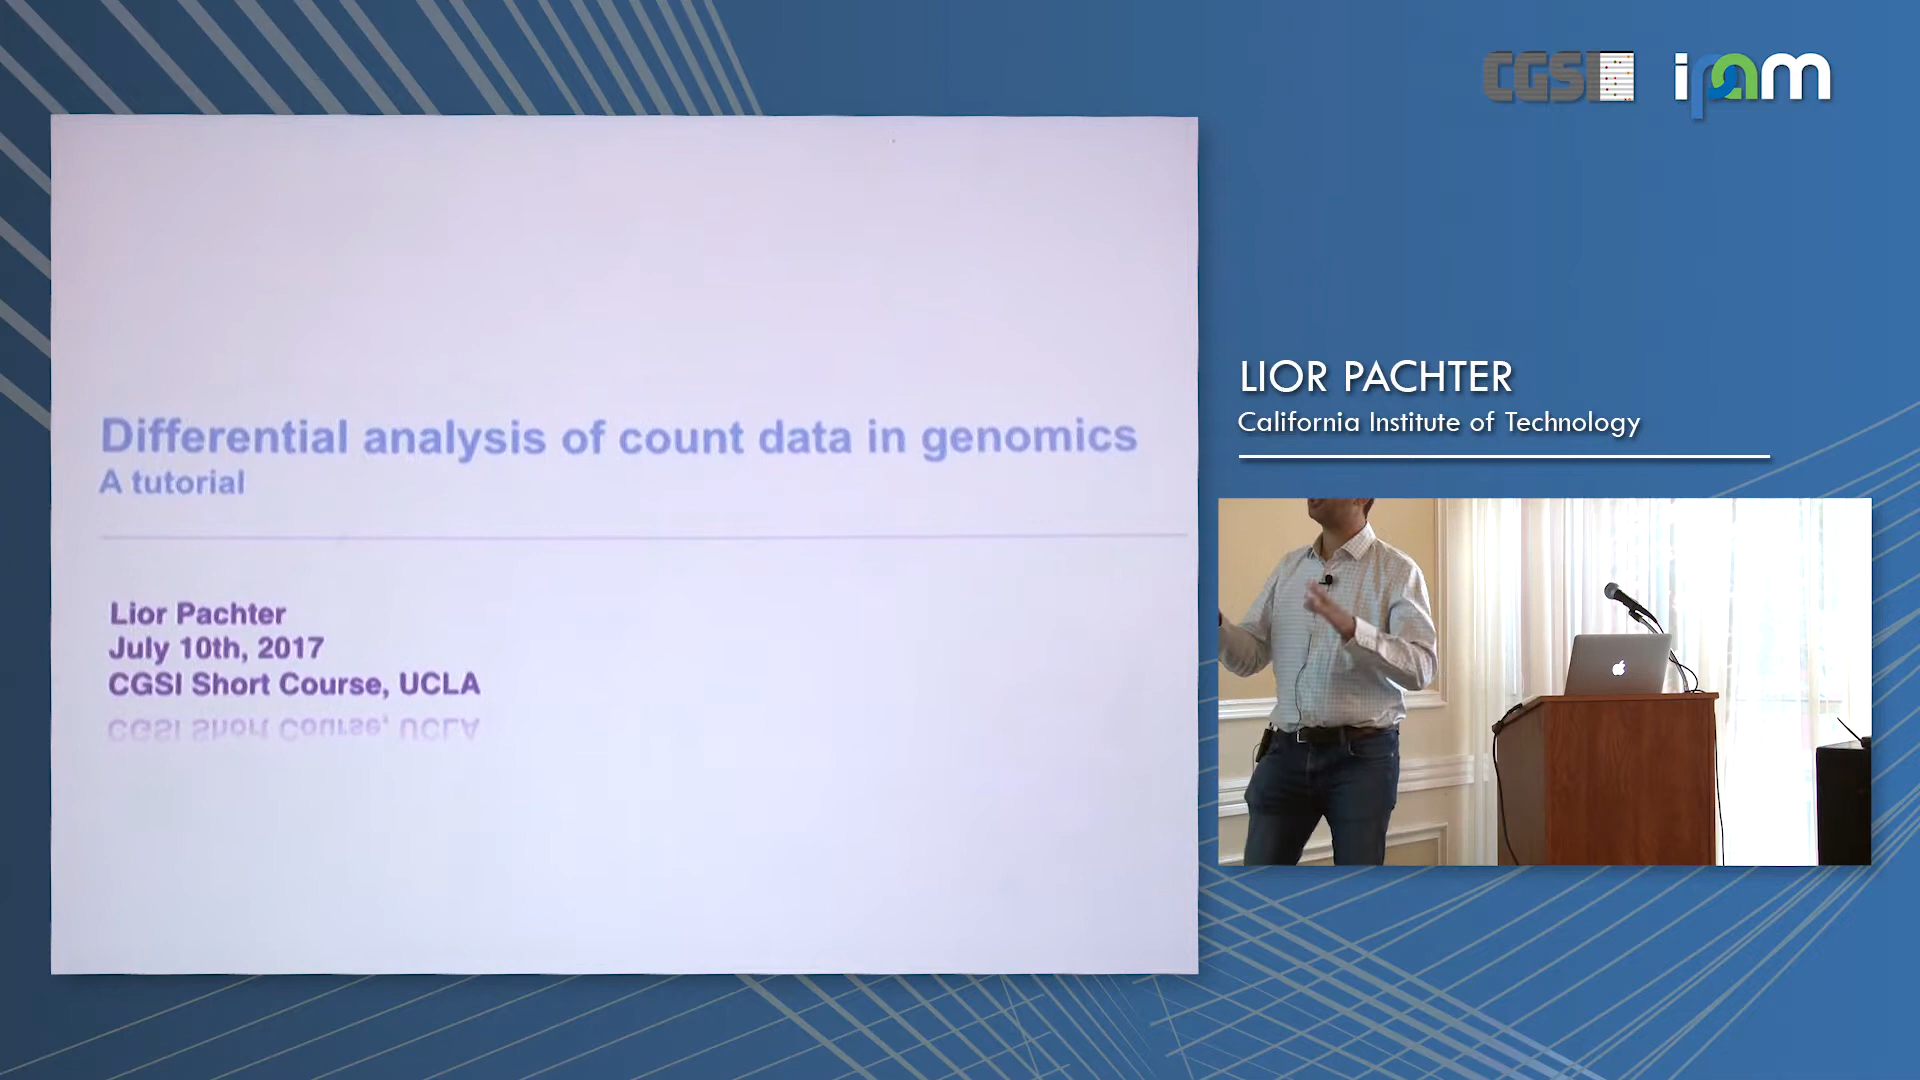 CGSI
ipam
Differential analysis of count data in genomics
A tutorial
Lior Pachter
July 10th, 2017
CGSI Short Course, UCLA
LIOR PACHTER
California Institute of Technology